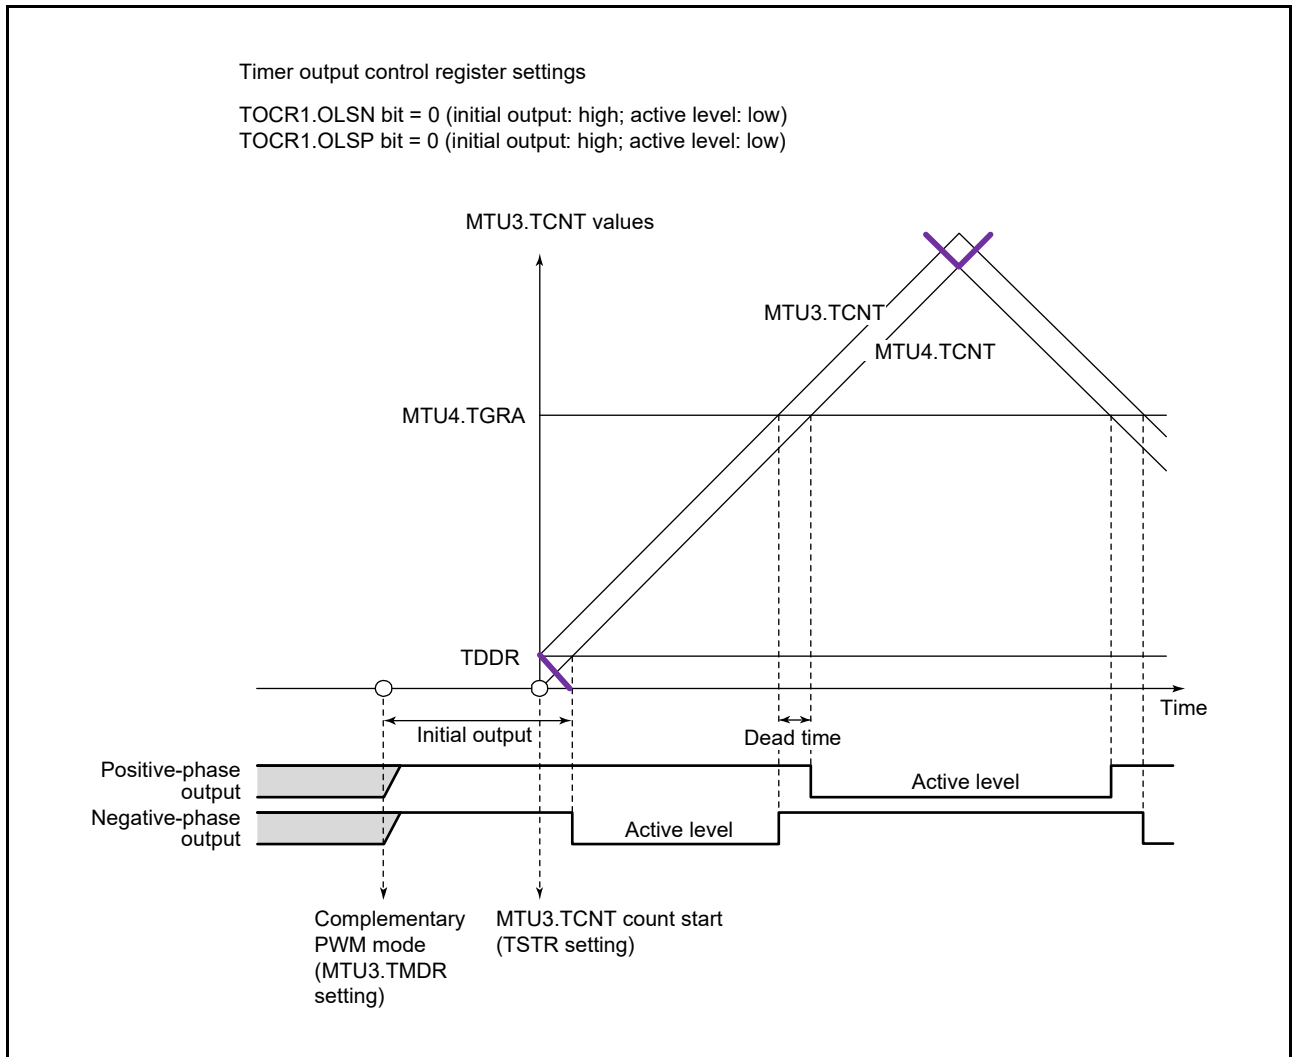 Timer output control register settings
TOCR1.OLSN bit = 0 (initial output: high; active level: low)
TOCR1.OLSP bit = 0 (initial output: high; active level: low)
MTU3.TCNT values
MTU3.TCNT
MTU4.TCNT
MTU4.TGRA
TDDR
Time
Initial output
Dead time
Positive-phase
output
Active level
Negative-phase
output
Active level
Complementary
PWM mode
(MTU3.TMDR
setting)
MTU3.TCNT count start
(TSTR setting)